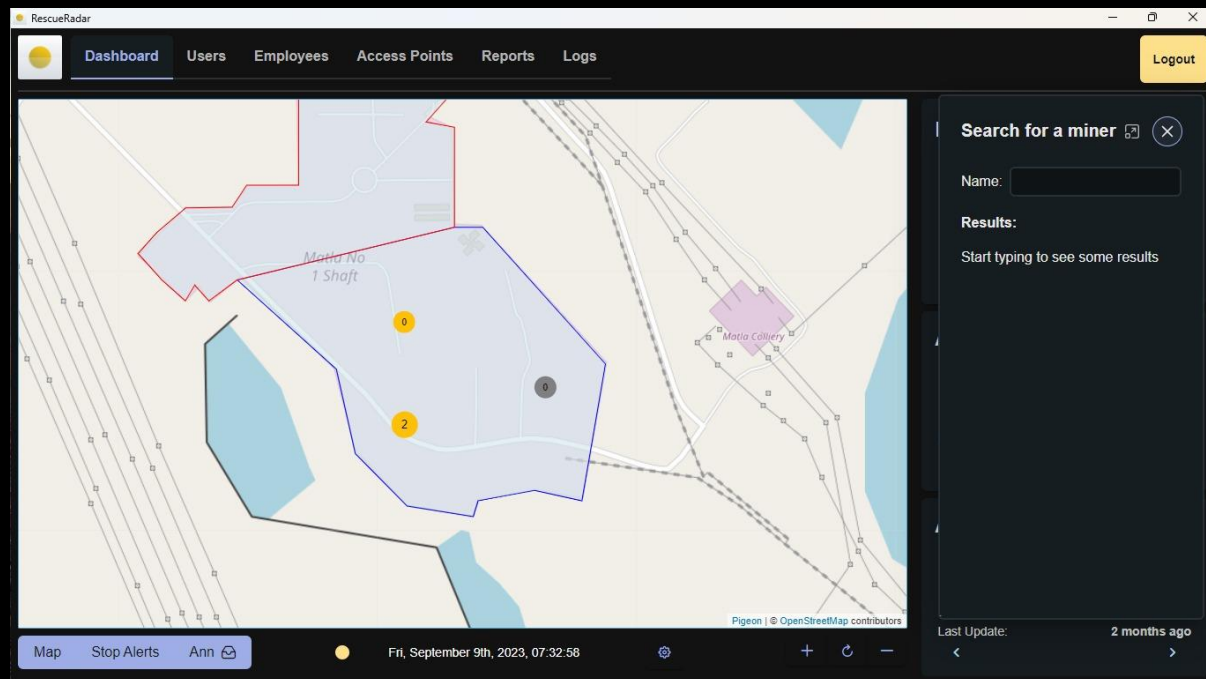 RescueRadar
Dashboard Users Employees Access Points Reports Logs
Logout
Matla No
1 Shaft
0
0
2
Matla Colliery
Pigeon | © OpenStreetMap contributors
Search for a miner
Name:
Results:
Start typing to see some results
Last Update: 2 months ago
Map Stop Alerts Ann
Fri, September 9th, 2023, 07:32:58